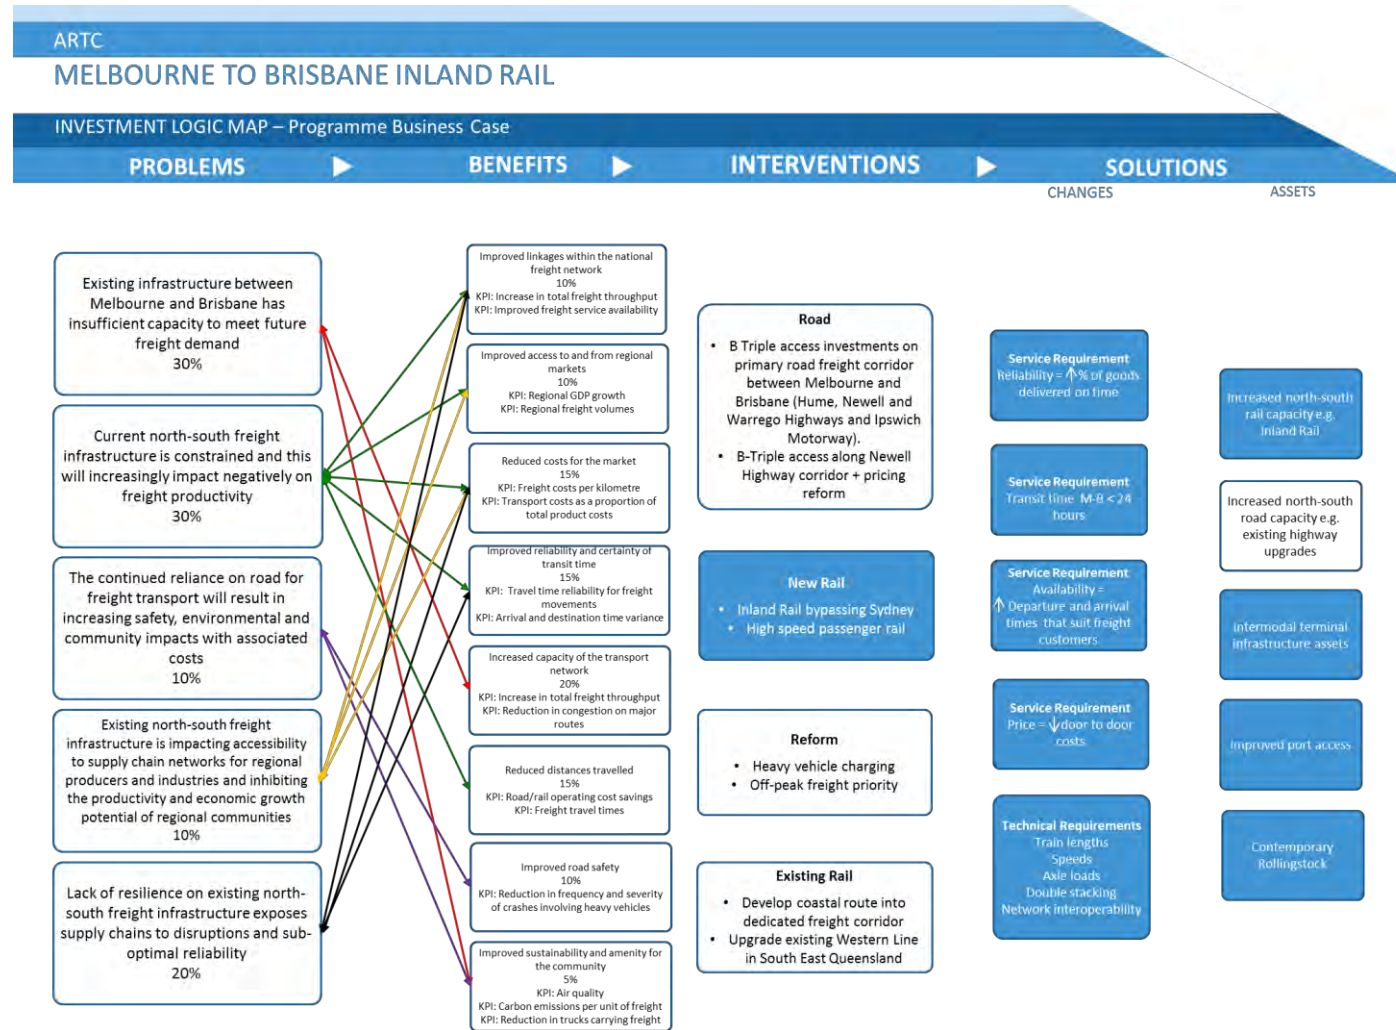 ARTC
MELBOURNE TO BRISBANE INLAND RAIL
INVESTMENT LOGIC MAP – Programme Business Case
PROBLEMS
BENEFITS
INTERVENTIONS
SOLUTIONS
CHANGES
ASSETS
Existing infrastructure between
Melbourne and Brisbane has
insufficient capacity to meet future
freight demand
30%
Current north-south freight
infrastructure is constrained and this
will increasingly impact negatively on
freight productivity
30%
The continued reliance on road for
freight transport will result in
increasing safety, environmental and
community impacts with associated
costs
10%
Existing north-south freight
infrastructure is impacting accessibility
to supply chain networks for regional
producers and industries and inhibiting
the productivity and economic growth
potential of regional communities
10%
Lack of resilience on existing north-
south freight infrastructure exposes
supply chains to disruptions and sub-
optimal reliability
20%
Improved linkages within the national
freight network
10%
KPI: Increase in total freight throughput
KPI: Improved freight service availability
Improved access to and from regional
markets
10%
KPI: Regional GDP growth
KPI: Regional freight volumes
Reduced costs for the market
15%
KPI: Freight costs per kilometre
KPI: Transport costs as a proportion of
total product costs
Improved reliability and certainty of
transit time
15%
KPI: Travel time reliability for freight
movements
KPI: Arrival and destination time variance
Increased capacity of the transport
network
20%
KPI: Increase in total freight throughput
KPI: Reduction in congestion on major
routes
Reduced distances travelled
15%
KPI: Road/rail operating cost savings
KPI: Freight travel times
Improved road safety
10%
KPI: Reduction in frequency and severity
of crashes involving heavy vehicles
Improved sustainability and amenity for
the community
5%
KPI: Air quality
KPI: Carbon emissions per unit of freight
KPI: Reduction in trucks carrying freight
Road
• B Triple access investments on
primary road freight corridor
between Melbourne and
Brisbane (Hume, Newell and
Warrego Highways and Ipswich
Motorway).
• B-Triple access along Newell
Highway corridor + pricing
reform
New Rail
• Inland Rail bypassing Sydney
• High speed passenger rail
Reform
• Heavy vehicle charging
• Off-peak freight priority
Existing Rail
• Develop coastal route into
dedicated freight corridor
• Upgrade existing Western Line
in South East Queensland
Service Requirement
Reliability = ↑% of goods
delivered on time
Service Requirement
Transit time M-B < 24
hours
Service Requirement
Availability =
↑ Departure and arrival
times that suit freight
customers
Service Requirement
Price = ↓door to door
costs
Technical Requirements
Train lengths
Speeds
Axle loads
Double stacking
Network interoperability
Increased north-south
rail capacity e.g.
Inland Rail
Increased north-south
road capacity e.g.
existing highway
upgrades
Intermodal terminal
infrastructure assets
Improved port access
Contemporary
Rollingstock